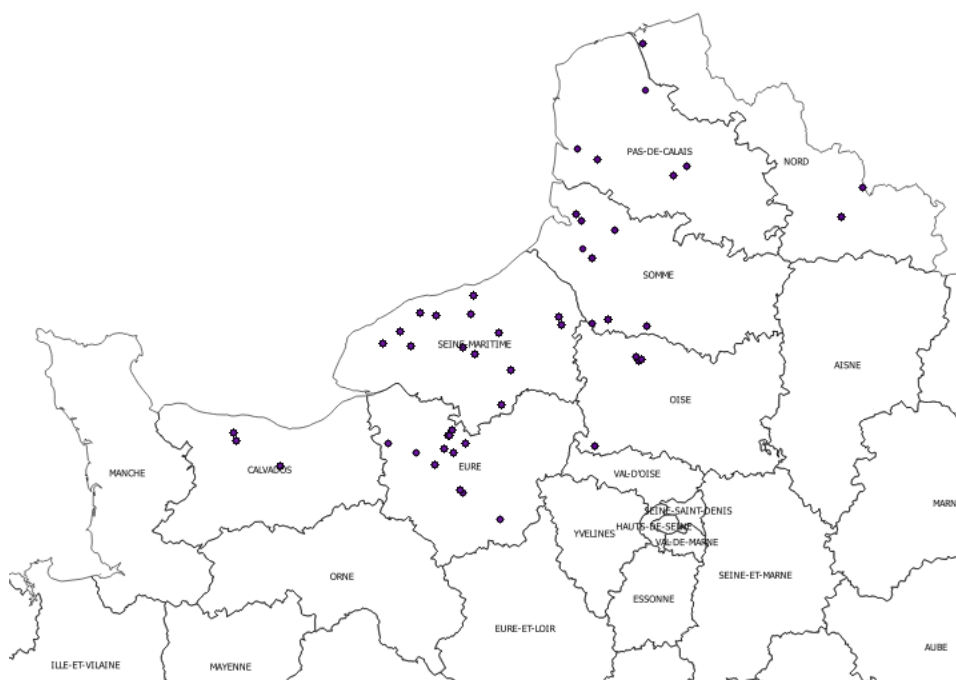 PAS-DE-CALAIS
NORD
SOMME
SEINE-MARITIME
AISNE
OISE
MANCHE
CALVADOS
EURE
VAL-D'OISE
MARN
SEINE-SAINT-DENIS
YVELINES
HAUTS-DE-SEINE
VAL-DE-MARNE
ORNE
SEINE-ET-MARNE
ESSONNE
EURE-ET-LOIR
AUBE
ILLE-ET-VILAINE
MAYENNE